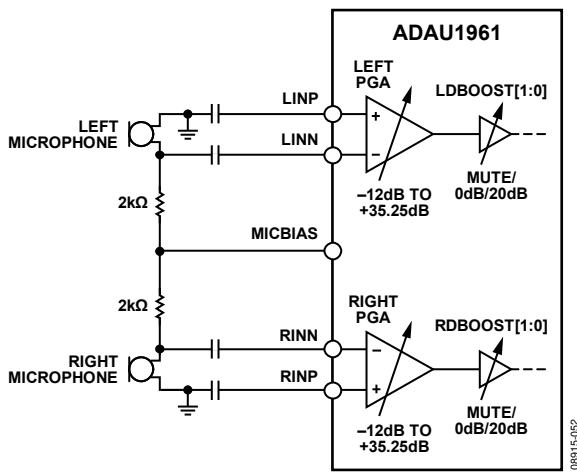 ADAU1961
LEFT
PGA
LDBOOST[1:0]
LINP
+
LEFT
MICROPHONE
LINN
–
MUTE/
0dB/20dB
–12dB TO
+35.25dB
2kΩ
MICBIAS
2kΩ
RIGHT
PGA
RDBOOST[1:0]
RINN
–
RIGHT
MICROPHONE
RINP
+
MUTE/
0dB/20dB
–12dB TO
+35.25dB
08915-052